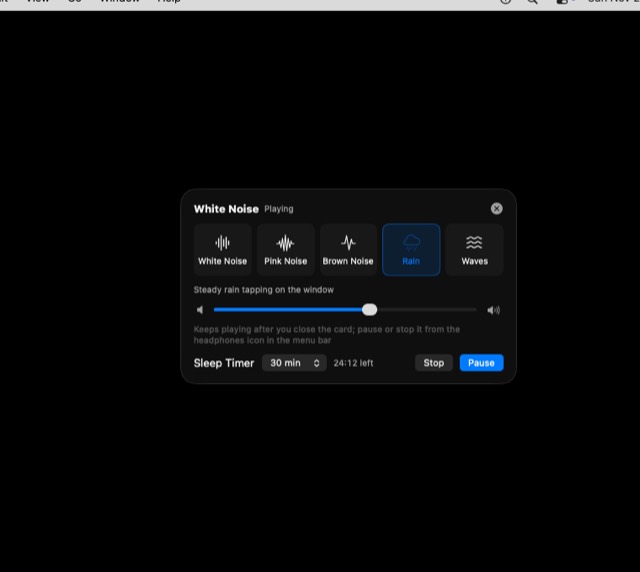 View Go Window Help
White Noise Playing
White Noise Pink Noise Brown Noise Rain Waves
Steady rain tapping on the window
Keeps playing after you close the card; pause or stop it from the
headphones icon in the menu bar
Sleep Timer 30 min 24:12 left Stop Pause